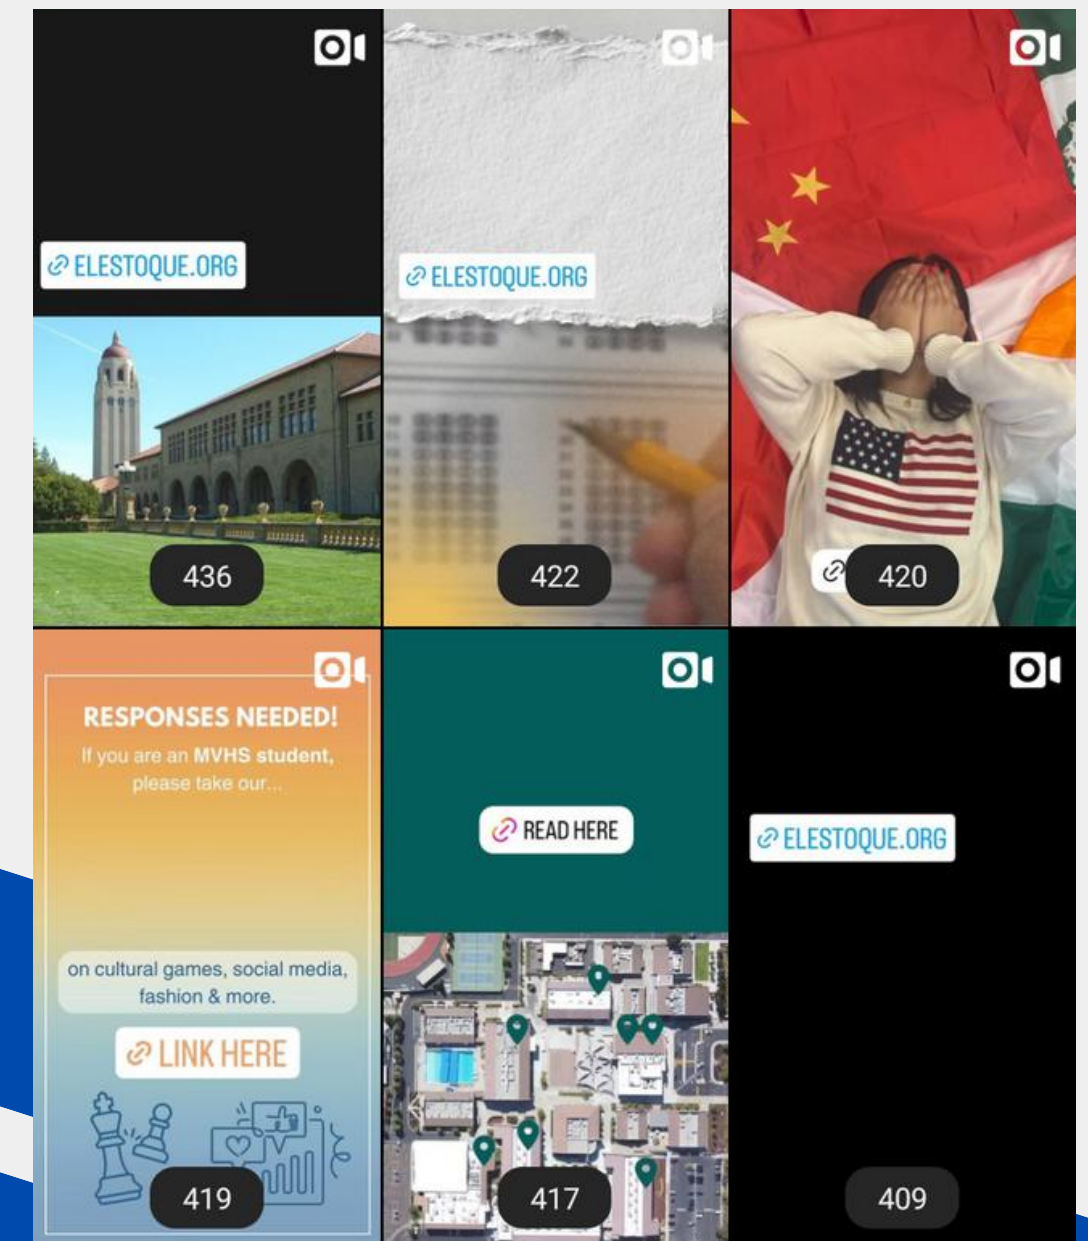 ELESTOQUE.ORG
436
ELESTOQUE.ORG
422
420
RESPONSES NEEDED!
If you are an MVHS student,
please take our...
on cultural games, social media,
fashion & more.
LINK HERE
419
READ HERE
417
ELESTOQUE.ORG
409